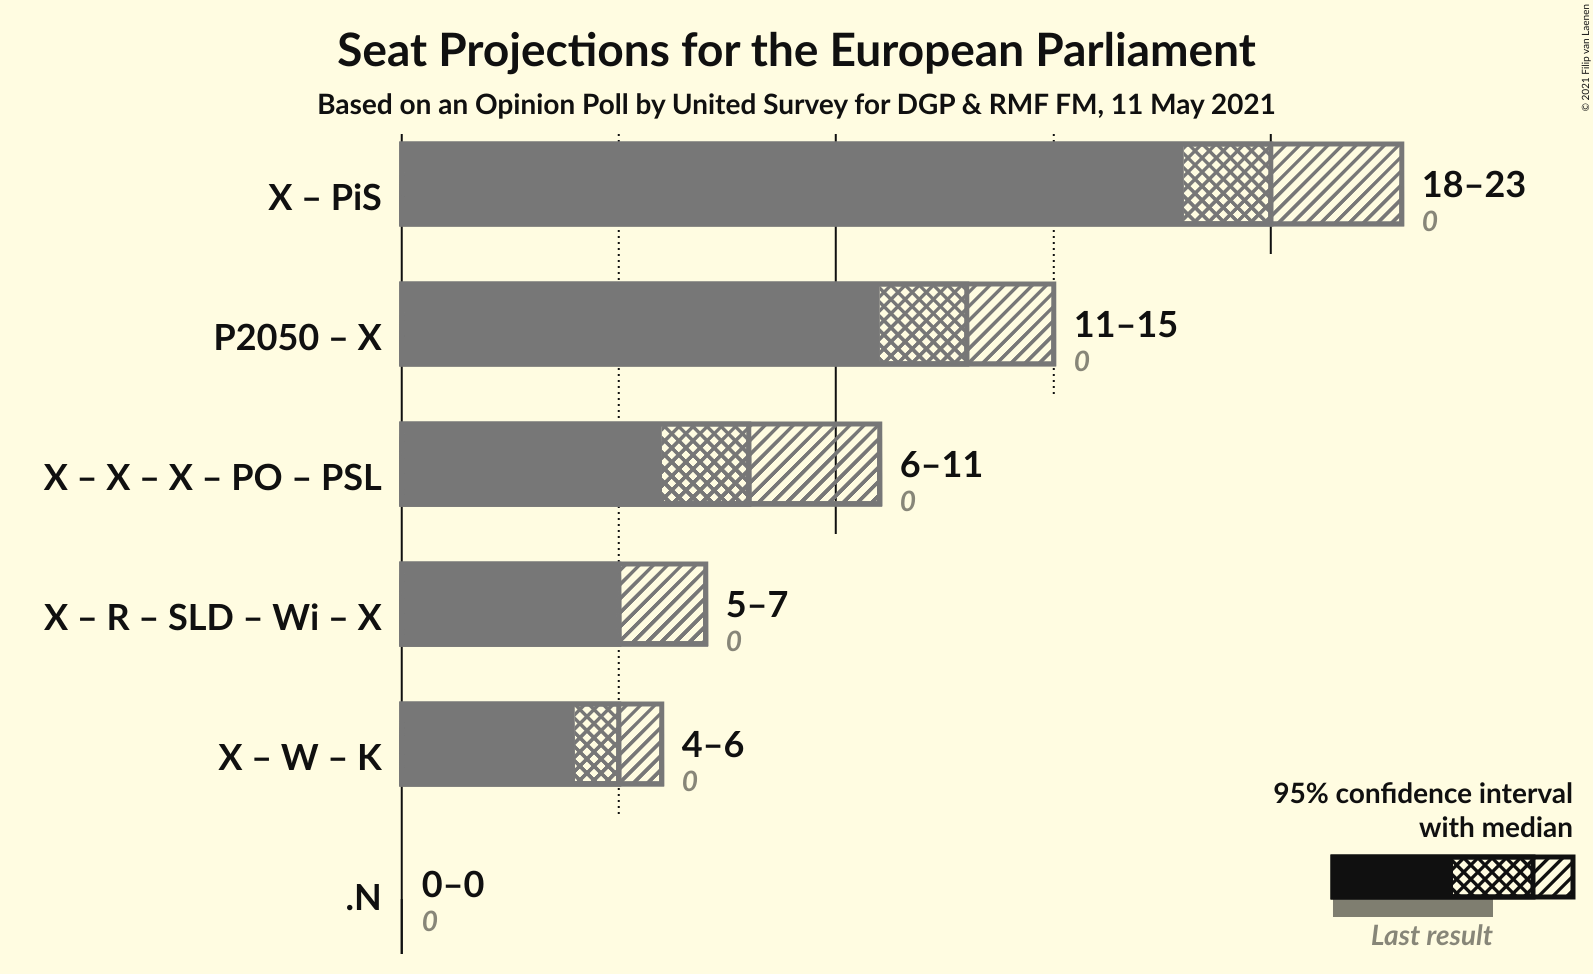 Seat Projections for the European Parliament
Based on an Opinion Poll by United Survey for DGP & RMF FM, 11 May 2021
© 2021 Filip van Laenen
X – PiS
18–23
0
P2050 – X
11–15
0
X – X – X – PO – PSL
6–11
0
X – R – SLD – Wi – X
5–7
0
X – W – K
4–6
0
.N
0–0
0
95% confidence interval
with median
Last result